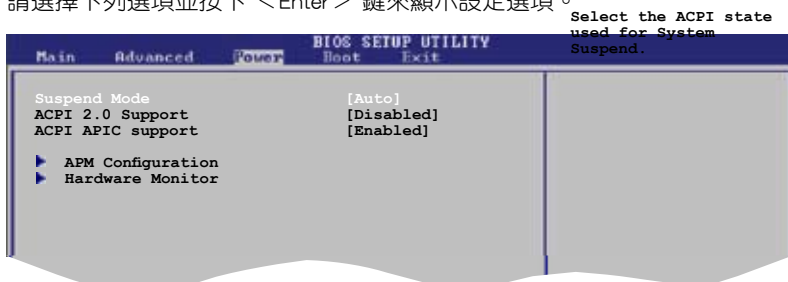 請選擇下列選項並按下 <Enter> 鍵來顯示設定選項。
Select the ACPI state
used for System
Suspend.
BIOS SETUP UTILITY
Main Advanced Power Boot Exit
Suspend Mode [Auto]
ACPI 2.0 Support [Disabled]
ACPI APIC support [Enabled]
APM Configuration
Hardware Monitor